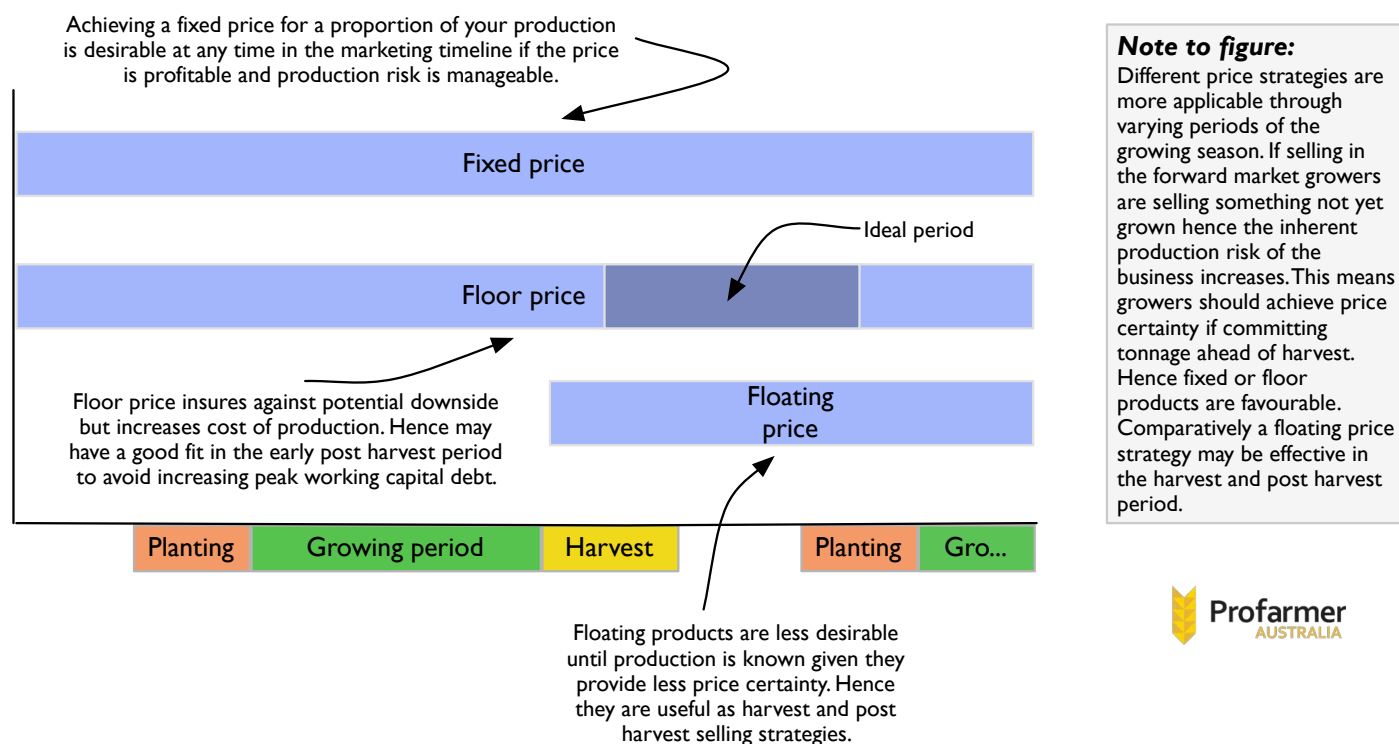 Achieving a fixed price for a proportion of your production
is desirable at any time in the marketing timeline if the price
is profitable and production risk is manageable.
Fixed price
Ideal period
Floor price
Floor price insures against potential downside
but increases cost of production. Hence may
have a good fit in the early post harvest period
to avoid increasing peak working capital debt.
Floating
price
Planting
Growing period
Harvest
Planting
Gro...
Floating products are less desirable
until production is known given they
provide less price certainty. Hence
they are useful as harvest and post
harvest selling strategies.
Note to figure:
Different price strategies are
more applicable through
varying periods of the
growing season. If selling in
the forward market growers
are selling something not yet
grown hence the inherent
production risk of the
business increases. This means
growers should achieve price
certainty if committing
tonnage ahead of harvest.
Hence fixed or floor
products are favourable.
Comparatively a floating price
strategy may be effective in
the harvest and post harvest
period.
Profarmer
AUSTRALIA